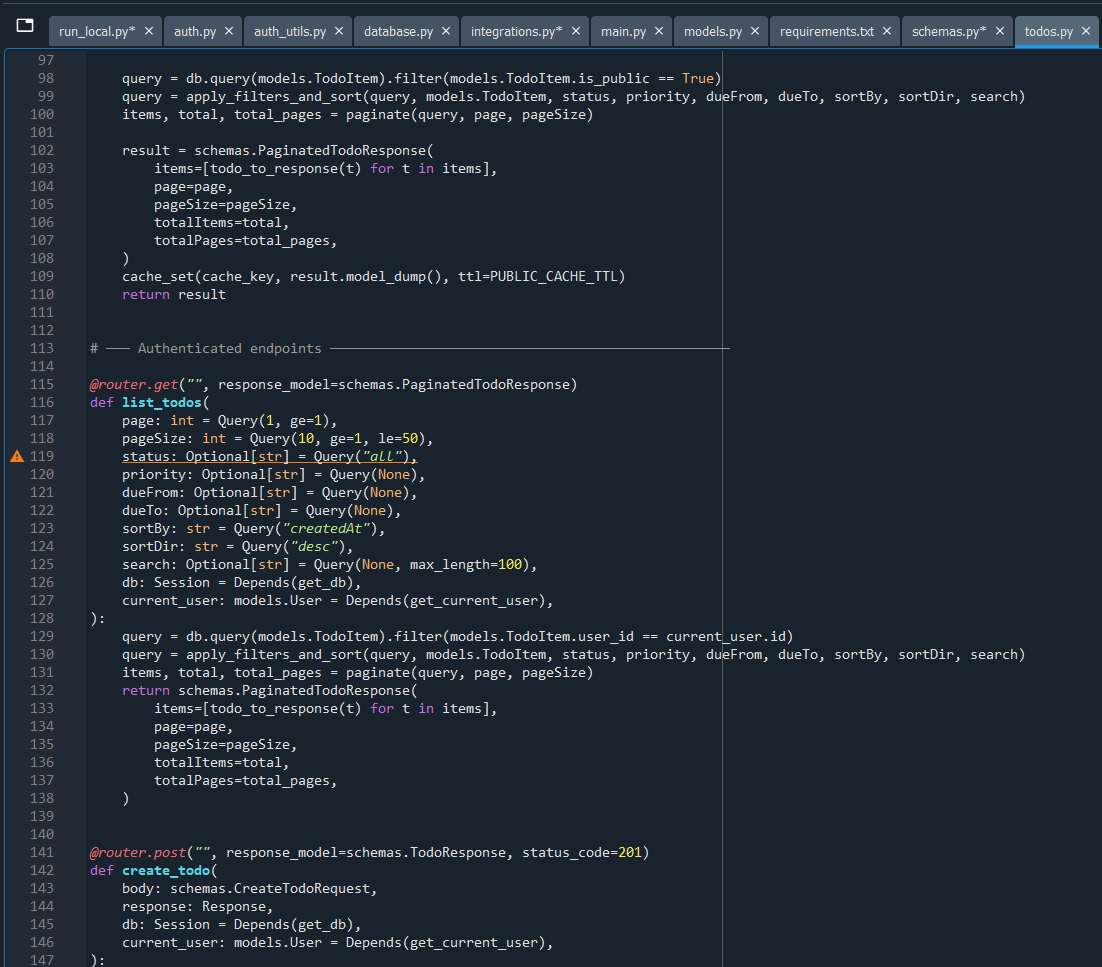 run_local.py* auth.py auth_utils.py database.py integrations.py* main.py models.py requirements.txt schemas.py* todos.py
97
98     query = db.query(models.TodoItem).filter(models.TodoItem.is_public == True)
99     query = apply_filters_and_sort(query, models.TodoItem, status, priority, dueFrom, dueTo, sortBy, sortDir, search)
100     items, total, total_pages = paginate(query, page, pageSize)
101
102     result = schemas.PaginatedTodoResponse(
103         items=[todo_to_response(t) for t in items],
104         page=page,
105         pageSize=pageSize,
106         totalItems=total,
107         totalPages=total_pages,
108     )
109     cache_set(cache_key, result.model_dump(), ttl=PUBLIC_CACHE_TTL)
110     return result
111
112
113 # ─── Authenticated endpoints ──────────────────────────────────────────────────
114
115 @router.get("", response_model=schemas.PaginatedTodoResponse)
116 def list_todos(
117     page: int = Query(1, ge=1),
118     pageSize: int = Query(10, ge=1, le=50),
119     status: Optional[str] = Query("all"),
120     priority: Optional[str] = Query(None),
121     dueFrom: Optional[str] = Query(None),
122     dueTo: Optional[str] = Query(None),
123     sortBy: str = Query("createdAt"),
124     sortDir: str = Query("desc"),
125     search: Optional[str] = Query(None, max_length=100),
126     db: Session = Depends(get_db),
127     current_user: models.User = Depends(get_current_user),
128 ):
129     query = db.query(models.TodoItem).filter(models.TodoItem.user_id == current_user.id)
130     query = apply_filters_and_sort(query, models.TodoItem, status, priority, dueFrom, dueTo, sortBy, sortDir, search)
131     items, total, total_pages = paginate(query, page, pageSize)
132     return schemas.PaginatedTodoResponse(
133         items=[todo_to_response(t) for t in items],
134         page=page,
135         pageSize=pageSize,
136         totalItems=total,
137         totalPages=total_pages,
138     )
139
140
141 @router.post("", response_model=schemas.TodoResponse, status_code=201)
142 def create_todo(
143     body: schemas.CreateTodoRequest,
144     response: Response,
145     db: Session = Depends(get_db),
146     current_user: models.User = Depends(get_current_user),
147 ):